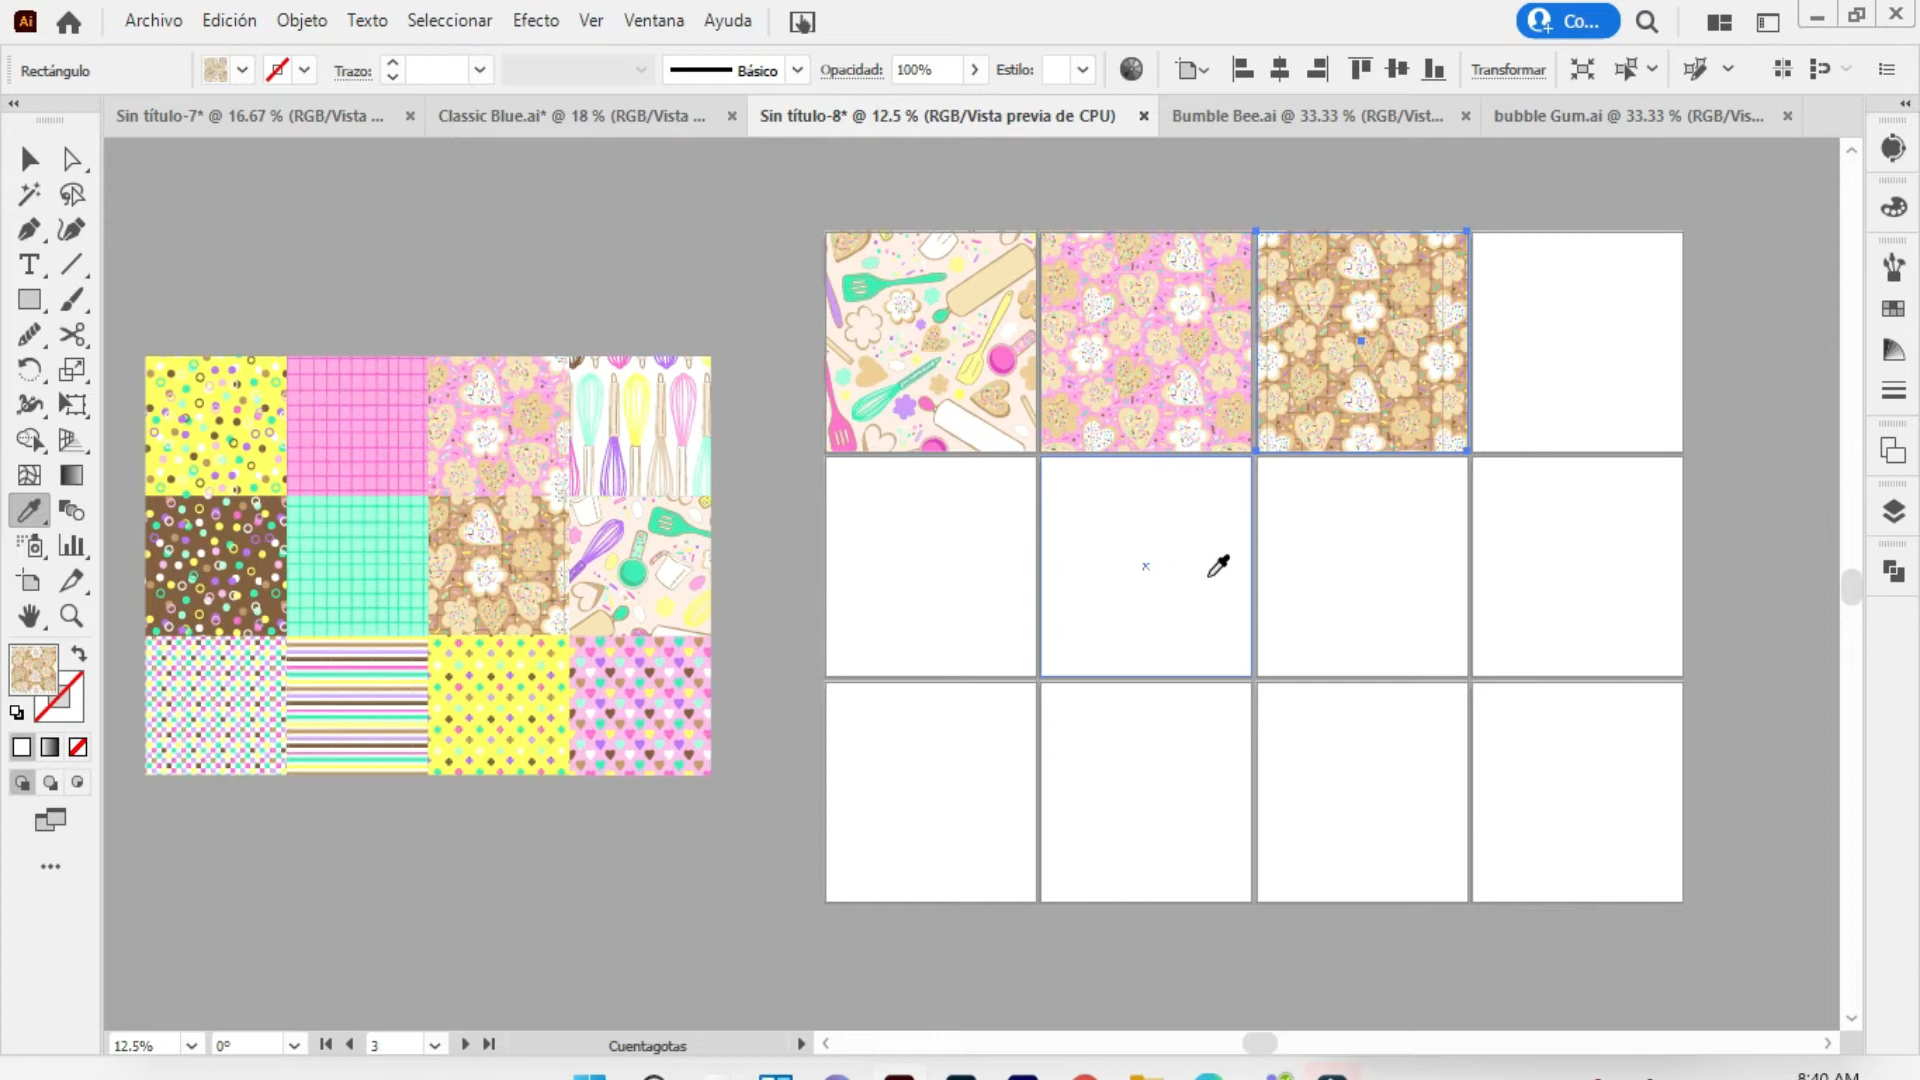 Ai Archivo Edición Objeto Texto Seleccionar Efecto Ver Ventana Ayuda Co...
Rectángulo Trazo: Básico Opacidad: 100% Estilo: Transformar
Sin título-7* @ 16.67 % (RGB/Vista ... Classic Blue.ai* @ 18 % (RGB/Vista ... Sin título-8* @ 12.5 % (RGB/Vista previa de CPU) Bumble Bee.ai @ 33.33 % (RGB/Vist... bubble Gum.ai @ 33.33 % (RGB/Vis...
12.5% 0° 3 Cuentagotas
8:40 AM